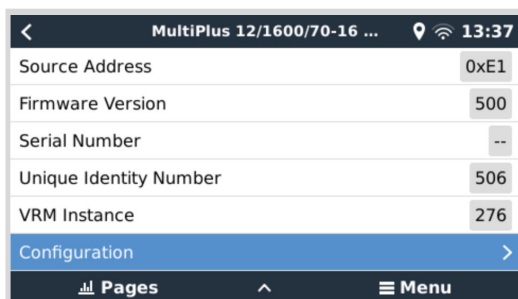 MultiPlus 12/1600/70-16 ... 13:37
Source Address 0xE1
Firmware Version 500
Serial Number --
Unique Identity Number 506
VRM Instance 276
Configuration
Pages Menu